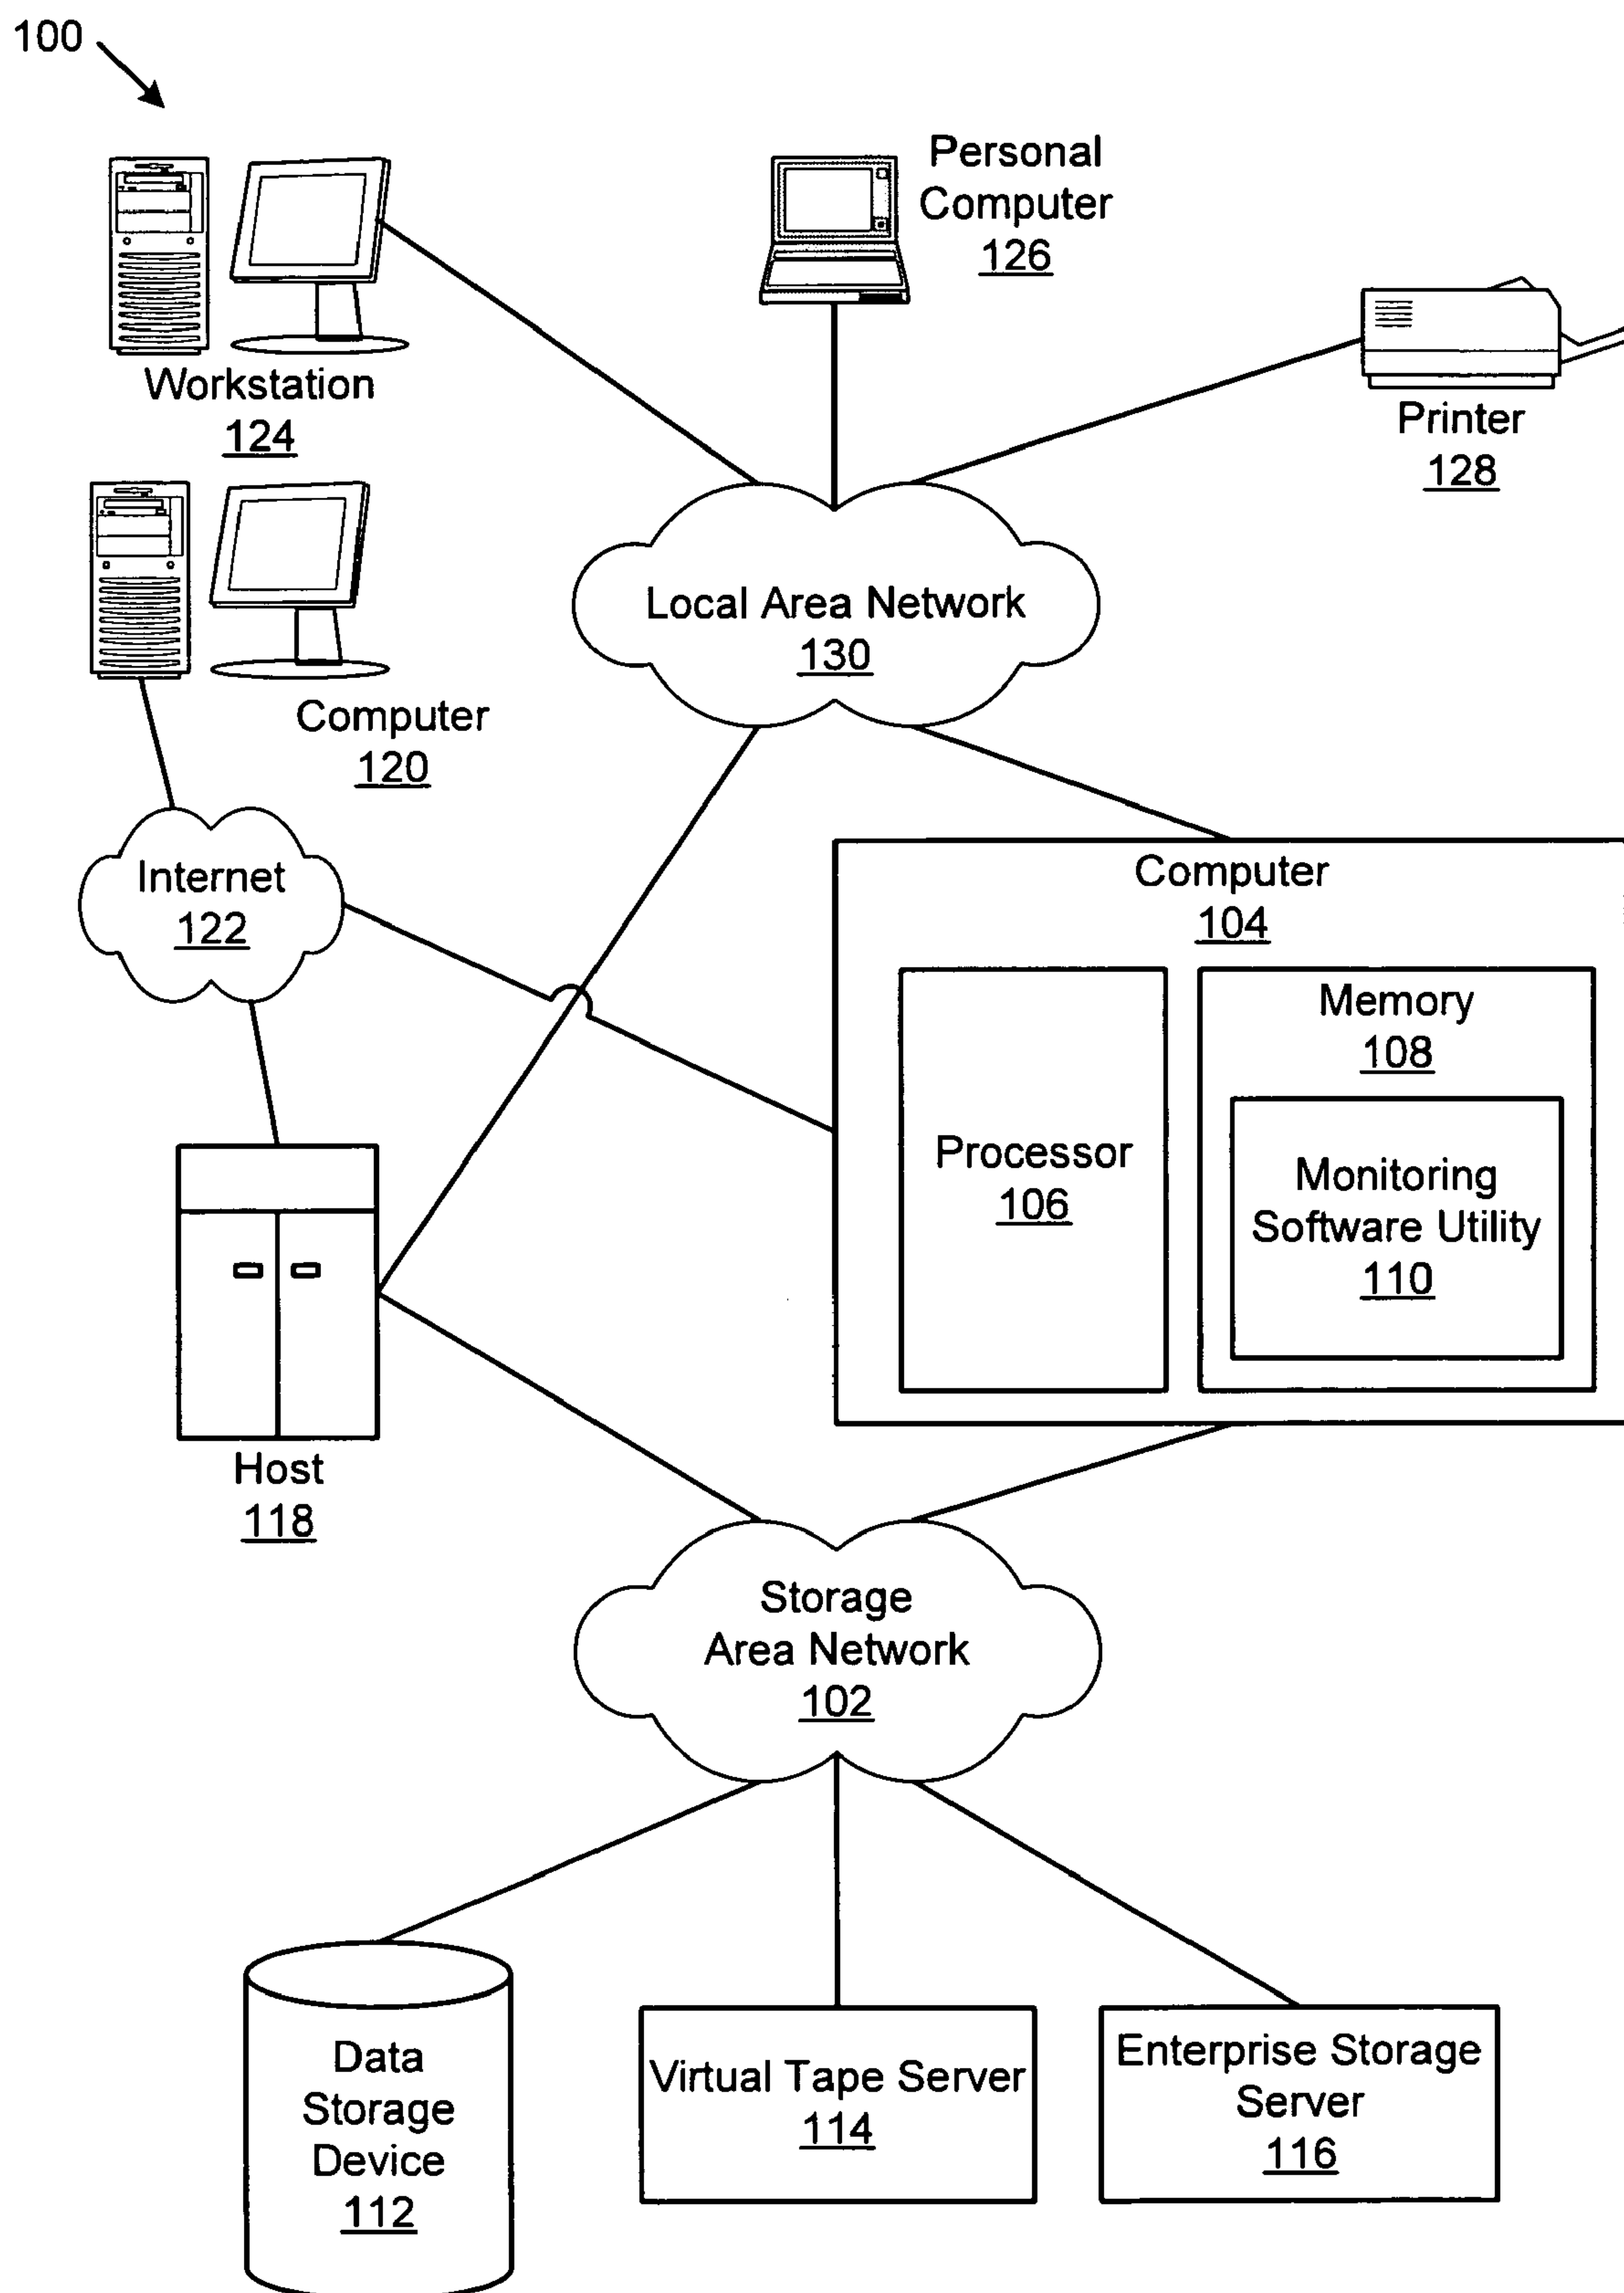 100
Personal
Computer
126
Workstation
124
Printer
128
Local Area Network
130
Computer
120
Internet
122
Computer
104
Processor
106
Memory
108
Monitoring
Software Utility
110
Host
118
Storage
Area Network
102
Data
Storage
Device
112
Virtual Tape Server
114
Enterprise Storage
Server
116